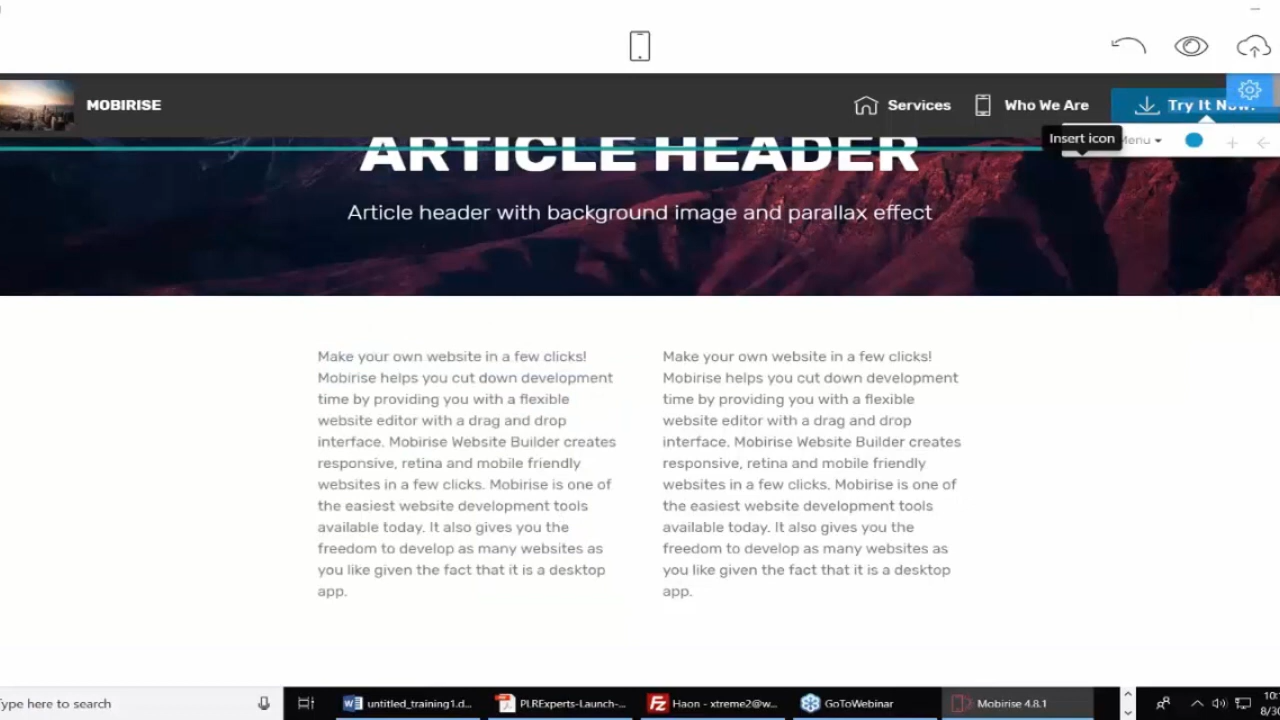 MOBIRISE
Services
Who We Are
Try It Now!
Insert icon
Menu
ARTICLE HEADER
Article header with background image and parallax effect
Make your own website in a few clicks!
Mobirise helps you cut down development
time by providing you with a flexible
website editor with a drag and drop
interface. Mobirise Website Builder creates
responsive, retina and mobile friendly
websites in a few clicks. Mobirise is one of
the easiest website development tools
available today. It also gives you the
freedom to develop as many websites as
you like given the fact that it is a desktop
app.
Make your own website in a few clicks!
Mobirise helps you cut down development
time by providing you with a flexible
website editor with a drag and drop
interface. Mobirise Website Builder creates
responsive, retina and mobile friendly
websites in a few clicks. Mobirise is one of
the easiest website development tools
available today. It also gives you the
freedom to develop as many websites as
you like given the fact that it is a desktop
app.
Type here to search
untitled_training1.d...
PLRExperts-Launch-...
Haon - xtreme2@w...
GoToWebinar
Mobirise 4.8.1